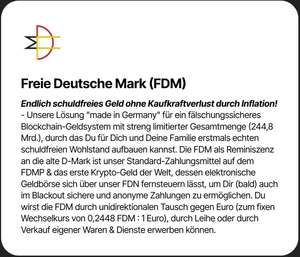 Freie Deutsche Mark (FDM)
Endlich schuldfreies Geld ohne Kaufkraftverlust durch Inflation!
- Unsere Lösung "made in Germany" für ein fälschungssicheres
Blockchain-Geldsystem mit streng limitierter Gesamtmenge (244,8
Mrd.), durch das Du für Dich und Deine Familie erstmals echten
schuldfreien Wohlstand aufbauen kannst. Die FDM als Reminiszenz
an die alte D-Mark ist unser Standard-Zahlungsmittel auf dem
FDMP & das erste Krypto-Geld der Welt, dessen elektronische
Geldbörse sich über unser FDN fernsteuern lässt, um Dir (bald) auch
im Blackout sichere und anonyme Zahlungen zu ermöglichen. Du
wirst die FDM durch unidirektionalen Tausch gegen Euro (zum fixen
Wechselkurs von 0,2448 FDM : 1 Euro), durch Leihe oder durch
Verkauf eigener Waren & Dienste erwerben können.